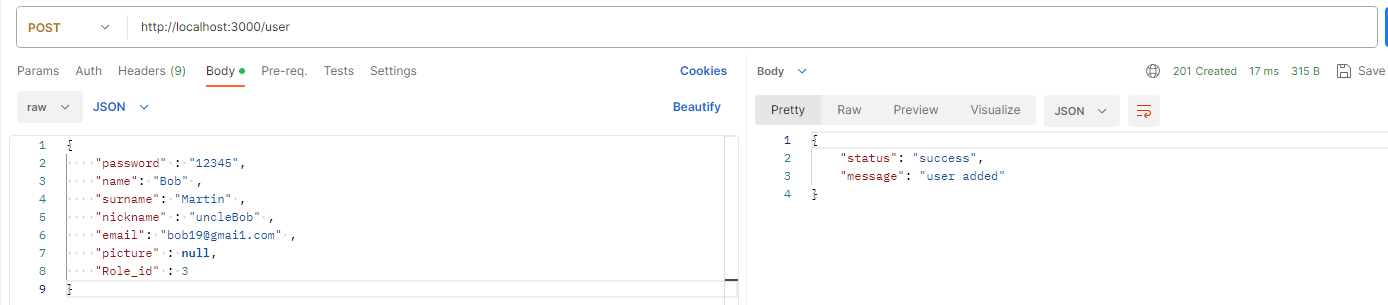 POST http://localhost:3000/user
Params Auth Headers (9) Body Pre-req. Tests Settings Cookies
raw JSON Beautify
1 {
2 "password" : "12345",
3 "name": "Bob" ,
4 "surname": "Martin" ,
5 "nickname" : "uncleBob" ,
6 "email": "bob19@gmai1.com" ,
7 "picture" : null,
8 "Role_id" : 3
9 }
Body 201 Created 17 ms 315 B Save
Pretty Raw Preview Visualize JSON
1 {
2 "status": "success",
3 "message": "user added"
4 }